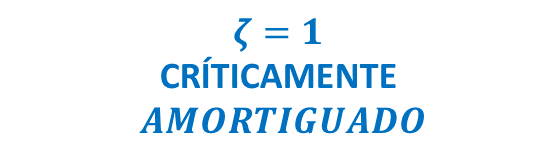 ζ = 1
CRÍTICAMENTE
AMORTIGUADO